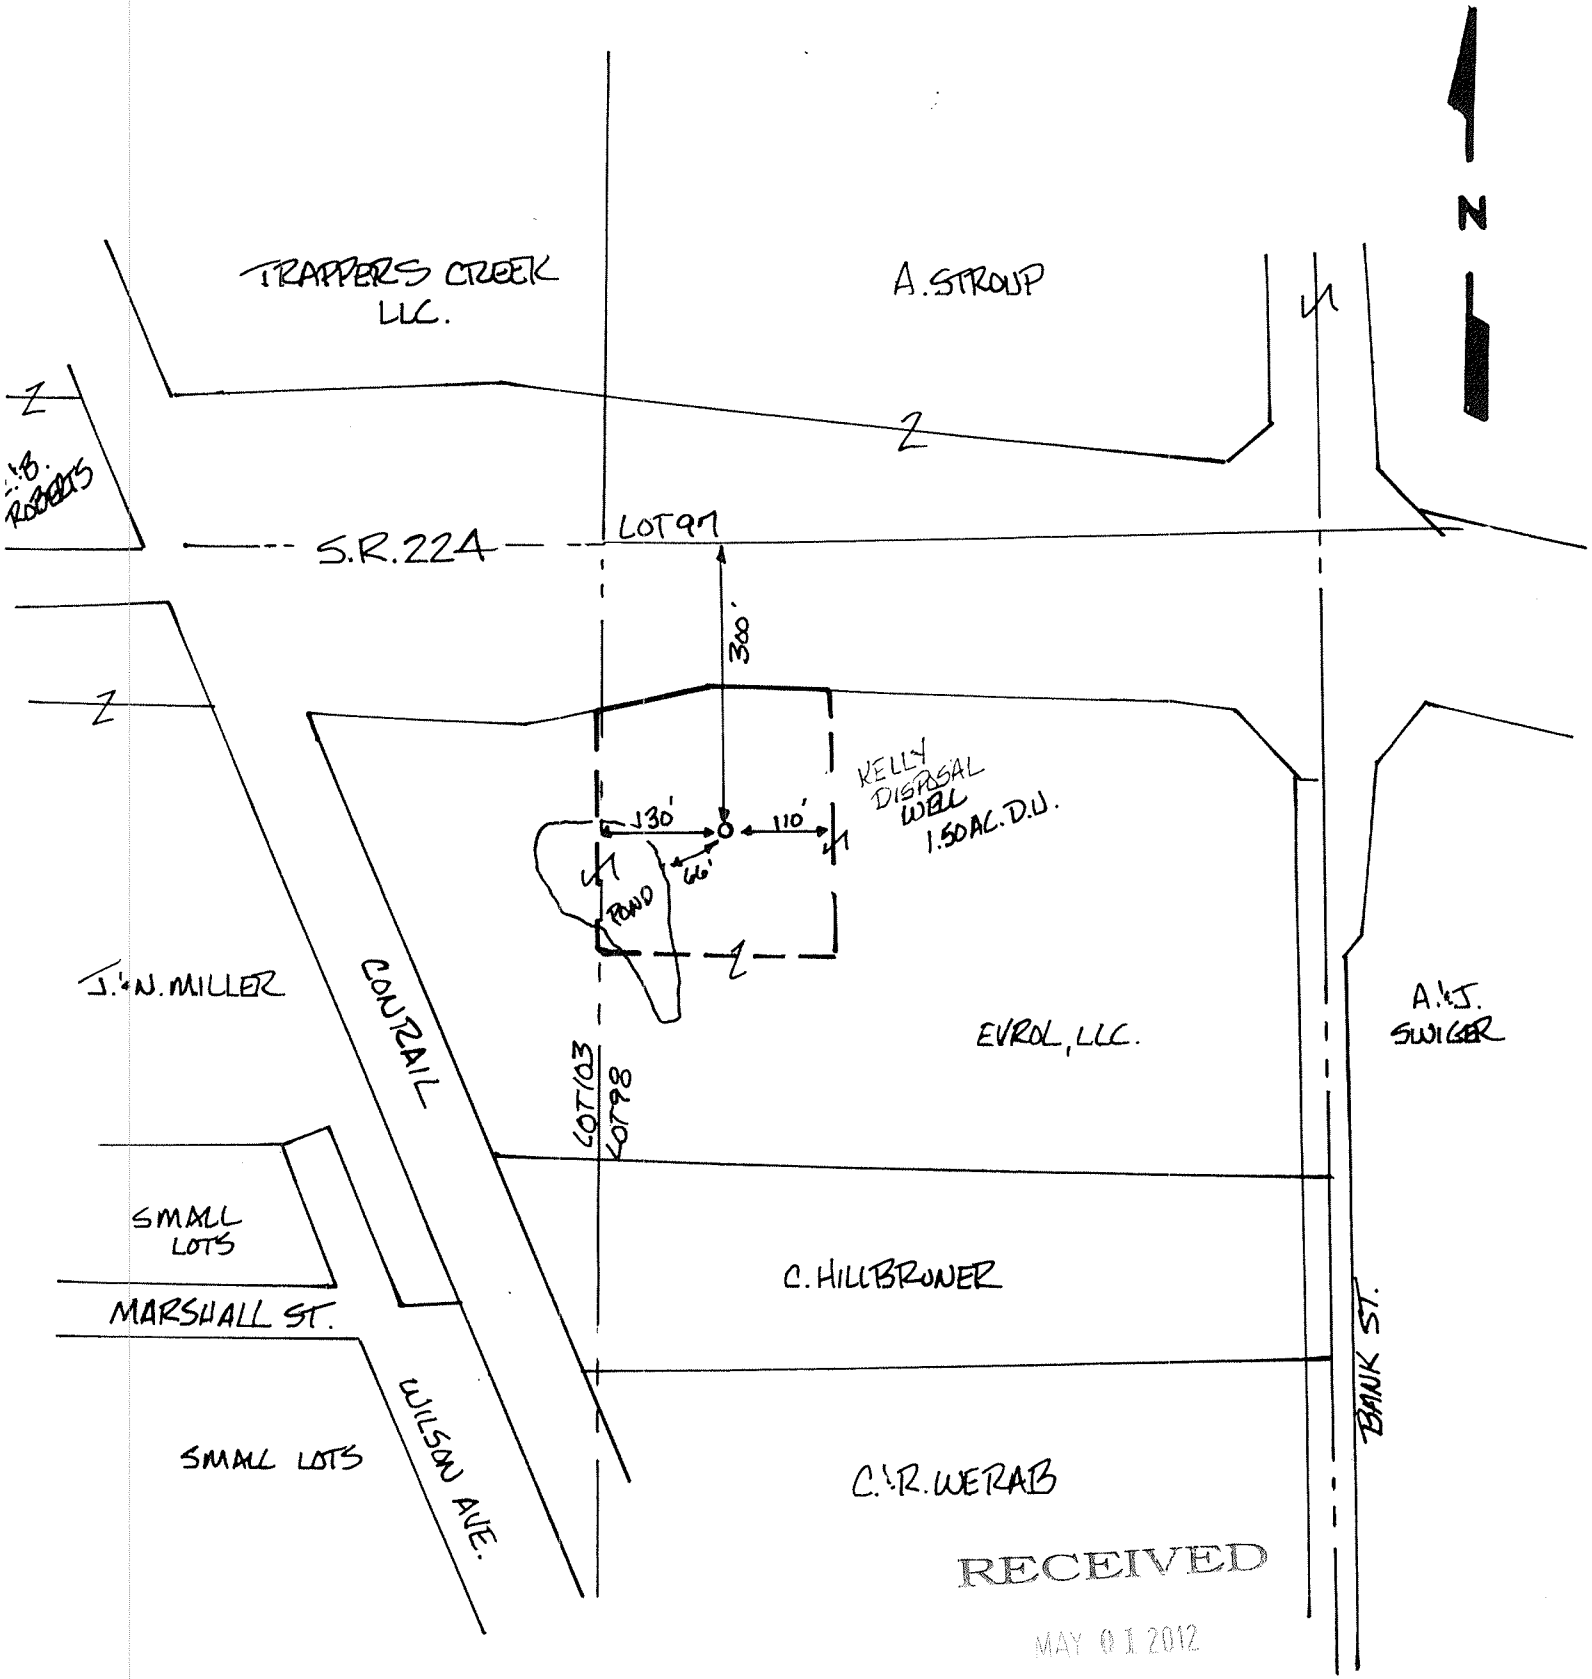 N
TRAPPERS CREEK
LLC.
A. STROUP
Z
Z
&B.
ROBERTS
LOT 97
S.R. 224
300'
Z
KELLY
DISPOSAL
WELL
1.50 AC. D.U.
130'
110'
66'
POND
Z
J. & N. MILLER
CONRAIL
A. & J.
SWIGER
EVROL, LLC.
LOT 103
LOT 98
SMALL
LOTS
C. HILLBRUNER
MARSHALL ST.
BANK ST.
WILSON AVE.
SMALL LOTS
C. & R. WERAB
RECEIVED
MAY 01 2012